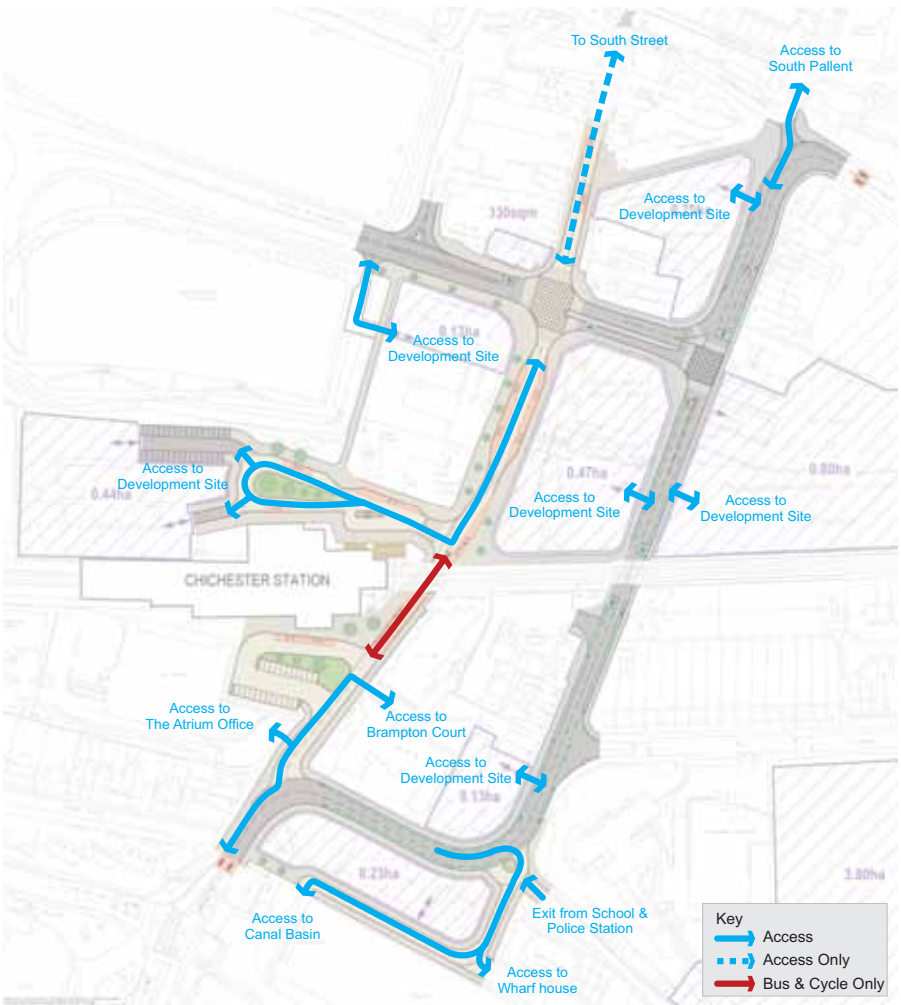 To South Street
Access to
South Pallent
330sqm
Access to
Development Site
0.13ha
Access to
Development Site
Access to
Development Site
0.44ha
0.47ha
Access to
Development Site
0.80ha
Access to
Development Site
CHICHESTER STATION
Access to
The Atrium Office
Access to
Brampton Court
Access to
Development Site
0.13ha
0.23ha
3.80ha
Access to
Canal Basin
Exit from School &
Police Station
Access to
Wharf house
Key
Access
Access Only
Bus & Cycle Only